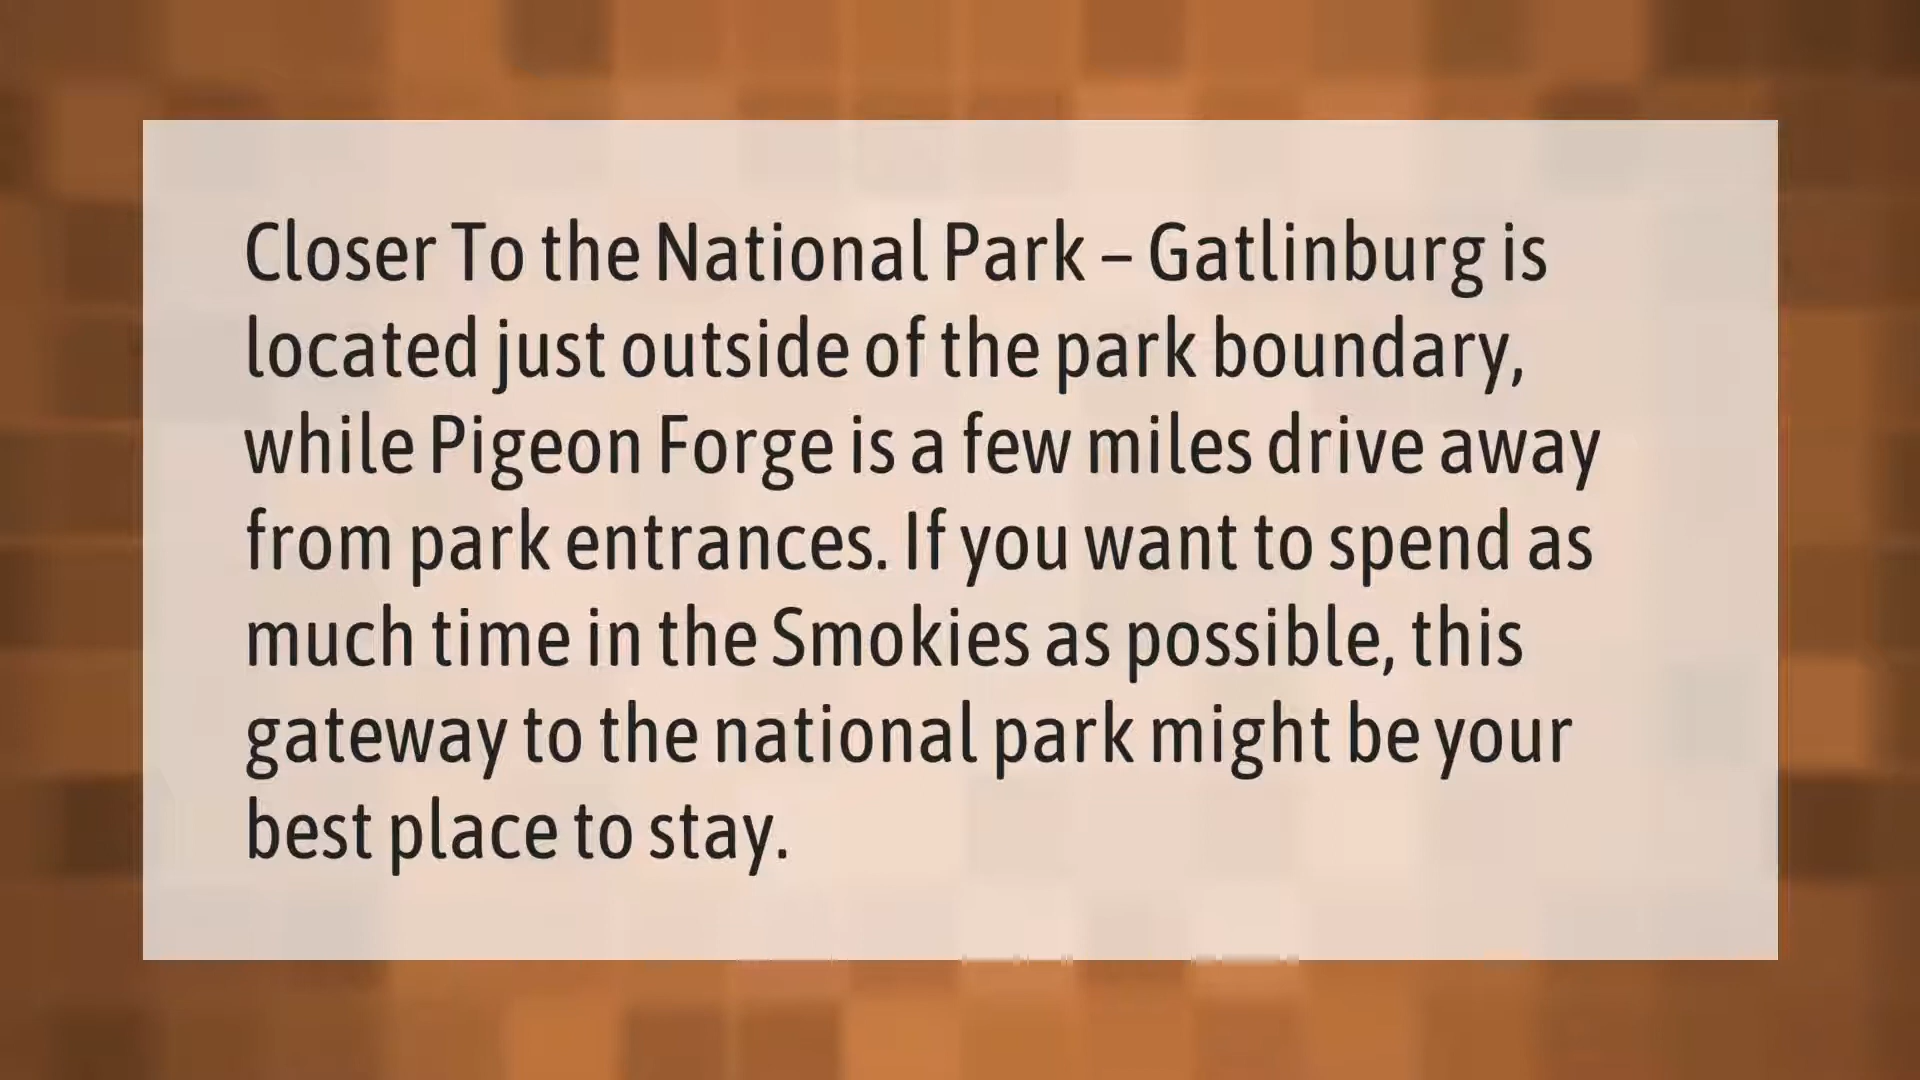 Closer To the National Park – Gatlinburg is
located just outside of the park boundary,
while Pigeon Forge is a few miles drive away
from park entrances. If you want to spend as
much time in the Smokies as possible, this
gateway to the national park might be your
best place to stay.